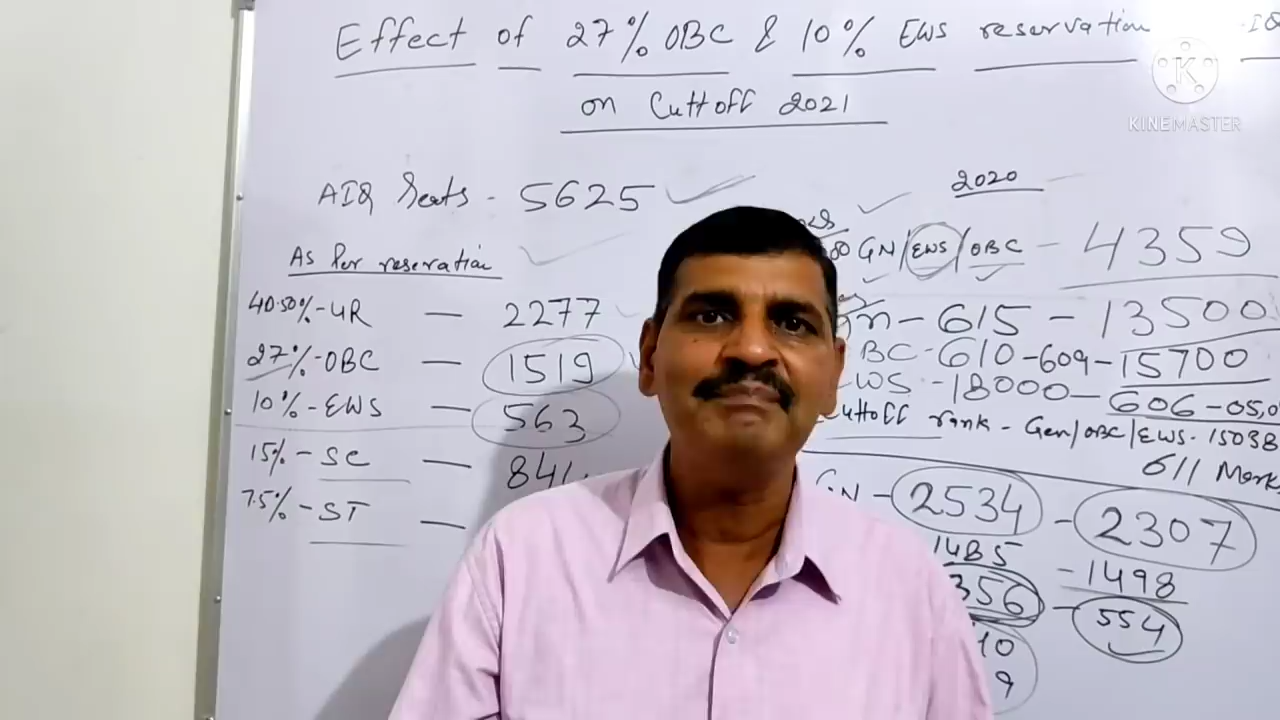 Effect of 27% OBC & 10% EWS reservation
on Cuttoff 2021
KINEMASTER
AIQ Seats - 5625
As Per reservation
40.50% - UR — 2277
27% - OBC — 1519
10% - EWS — 563
15% - SC — 841
7.5% - ST —
2020
GN/EWS/OBC - 4359
615 - 13500
BC - 610 - 609 - 15700
WS - 18000 - 606 - 05,0
Cuttoff rank - Gen/OBC/EWS - 15038
611 Marks
GN - 2534 - 2307
1485 - 1498
356 - 554
10
9